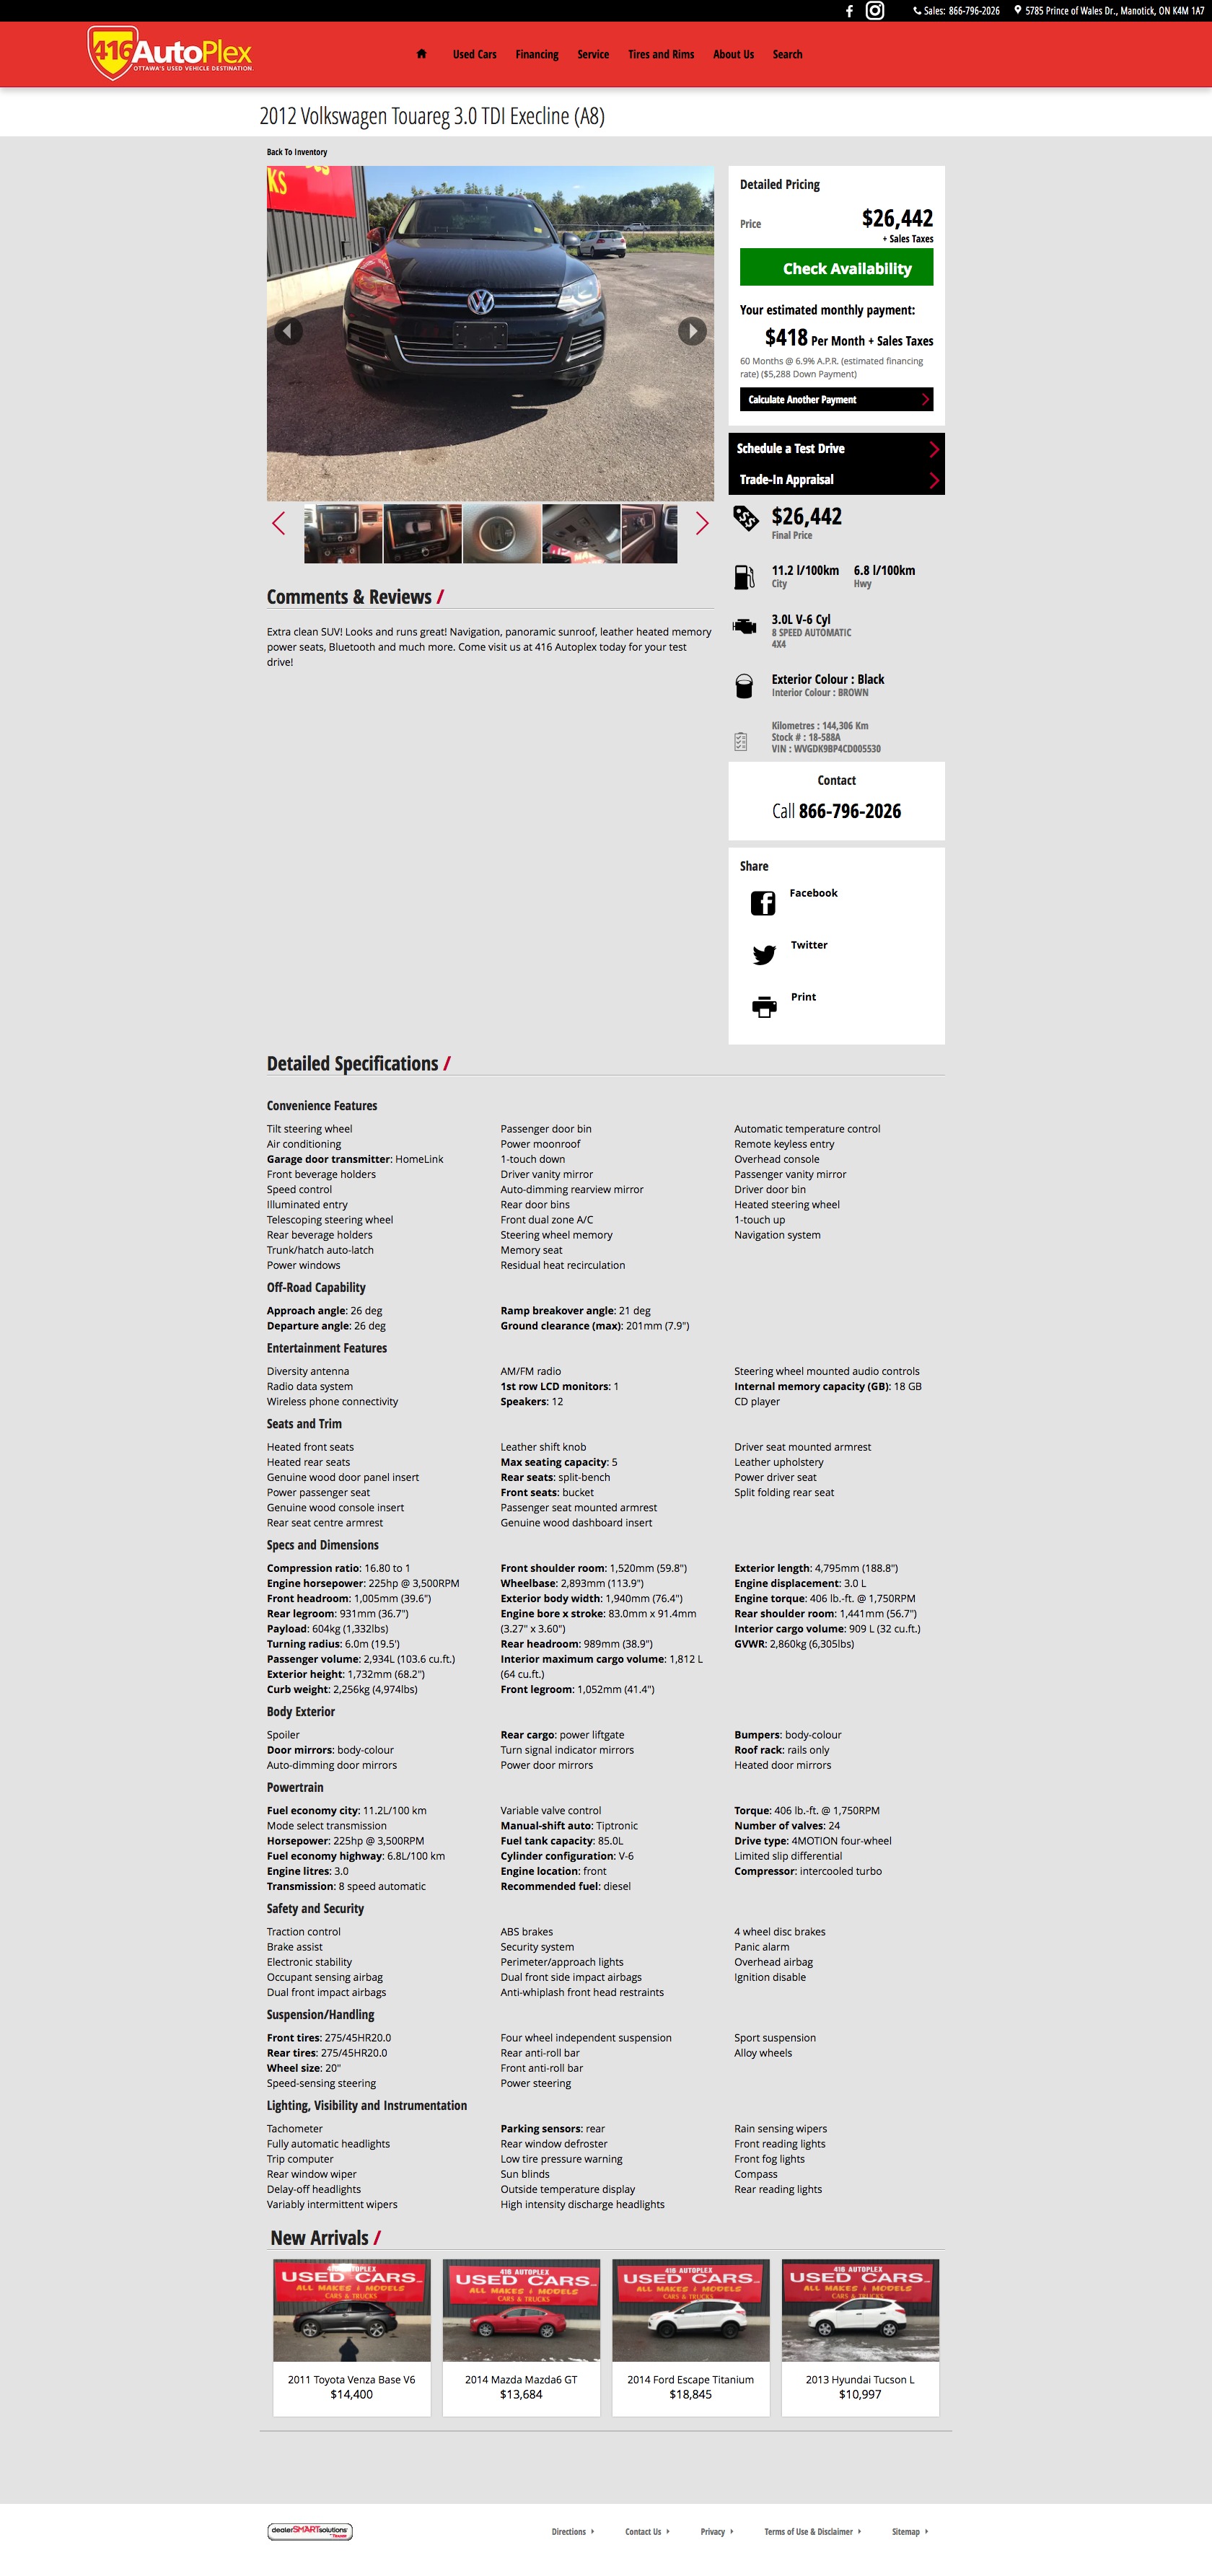 Sales: 866-796-2026 5785 Prince of Wales Dr., Manotick, ON K4M 1A7
416 AutoPlex
OTTAWA'S USED VEHICLE DESTINATION.
Used Cars Financing Service Tires and Rims About Us Search
2012 Volkswagen Touareg 3.0 TDI Execline (A8)
Back To Inventory
KS
Detailed Pricing
Price $26,442
+ Sales Taxes
Check Availability
Your estimated monthly payment:
$418 Per Month + Sales Taxes
60 Months @ 6.9% A.P.R. (estimated financing
rate) ($5,288 Down Payment)
Calculate Another Payment
Schedule a Test Drive
Trade-In Appraisal
$26,442
Final Price
11.2 l/100km 6.8 l/100km
City Hwy
3.0L V-6 Cyl
8 SPEED AUTOMATIC
4X4
Exterior Colour : Black
Interior Colour : BROWN
Kilometres : 144,306 Km
Stock # : 18-588A
VIN : WVGDK9BP4CD005530
Contact
Call 866-796-2026
Share
Facebook
Twitter
Print
Comments & Reviews /
Extra clean SUV! Looks and runs great! Navigation, panoramic sunroof, leather heated memory
power seats, Bluetooth and much more. Come visit us at 416 Autoplex today for your test
drive!
Detailed Specifications /
Convenience Features
Tilt steering wheel Passenger door bin Automatic temperature control
Air conditioning Power moonroof Remote keyless entry
Garage door transmitter: HomeLink 1-touch down Overhead console
Front beverage holders Driver vanity mirror Passenger vanity mirror
Speed control Auto-dimming rearview mirror Driver door bin
Illuminated entry Rear door bins Heated steering wheel
Telescoping steering wheel Front dual zone A/C 1-touch up
Rear beverage holders Steering wheel memory Navigation system
Trunk/hatch auto-latch Memory seat
Power windows Residual heat recirculation
Off-Road Capability
Approach angle: 26 deg Ramp breakover angle: 21 deg
Departure angle: 26 deg Ground clearance (max): 201mm (7.9")
Entertainment Features
Diversity antenna AM/FM radio Steering wheel mounted audio controls
Radio data system 1st row LCD monitors: 1 Internal memory capacity (GB): 18 GB
Wireless phone connectivity Speakers: 12 CD player
Seats and Trim
Heated front seats Leather shift knob Driver seat mounted armrest
Heated rear seats Max seating capacity: 5 Leather upholstery
Genuine wood door panel insert Rear seats: split-bench Power driver seat
Power passenger seat Front seats: bucket Split folding rear seat
Genuine wood console insert Passenger seat mounted armrest
Rear seat centre armrest Genuine wood dashboard insert
Specs and Dimensions
Compression ratio: 16.80 to 1 Front shoulder room: 1,520mm (59.8") Exterior length: 4,795mm (188.8")
Engine horsepower: 225hp @ 3,500RPM Wheelbase: 2,893mm (113.9") Engine displacement: 3.0 L
Front headroom: 1,005mm (39.6") Exterior body width: 1,940mm (76.4") Engine torque: 406 lb.-ft. @ 1,750RPM
Rear legroom: 931mm (36.7") Engine bore x stroke: 83.0mm x 91.4mm Rear shoulder room: 1,441mm (56.7")
Payload: 604kg (1,332lbs) (3.27" x 3.60") Interior cargo volume: 909 L (32 cu.ft.)
Turning radius: 6.0m (19.5') Rear headroom: 989mm (38.9") GVWR: 2,860kg (6,305lbs)
Passenger volume: 2,934L (103.6 cu.ft.) Interior maximum cargo volume: 1,812 L
Exterior height: 1,732mm (68.2") (64 cu.ft.)
Curb weight: 2,256kg (4,974lbs) Front legroom: 1,052mm (41.4")
Body Exterior
Spoiler Rear cargo: power liftgate Bumpers: body-colour
Door mirrors: body-colour Turn signal indicator mirrors Roof rack: rails only
Auto-dimming door mirrors Power door mirrors Heated door mirrors
Powertrain
Fuel economy city: 11.2L/100 km Variable valve control Torque: 406 lb.-ft. @ 1,750RPM
Mode select transmission Manual-shift auto: Tiptronic Number of valves: 24
Horsepower: 225hp @ 3,500RPM Fuel tank capacity: 85.0L Drive type: 4MOTION four-wheel
Fuel economy highway: 6.8L/100 km Cylinder configuration: V-6 Limited slip differential
Engine litres: 3.0 Engine location: front Compressor: intercooled turbo
Transmission: 8 speed automatic Recommended fuel: diesel
Safety and Security
Traction control ABS brakes 4 wheel disc brakes
Brake assist Security system Panic alarm
Electronic stability Perimeter/approach lights Overhead airbag
Occupant sensing airbag Dual front side impact airbags Ignition disable
Dual front impact airbags Anti-whiplash front head restraints
Suspension/Handling
Front tires: 275/45HR20.0 Four wheel independent suspension Sport suspension
Rear tires: 275/45HR20.0 Rear anti-roll bar Alloy wheels
Wheel size: 20" Front anti-roll bar
Speed-sensing steering Power steering
Lighting, Visibility and Instrumentation
Tachometer Parking sensors: rear Rain sensing wipers
Fully automatic headlights Rear window defroster Front reading lights
Trip computer Low tire pressure warning Front fog lights
Rear window wiper Sun blinds Compass
Delay-off headlights Outside temperature display Rear reading lights
Variably intermittent wipers High intensity discharge headlights
New Arrivals /
416 AUTOPLEX 416 AUTOPLEX 416 AUTOPLEX 416 AUTOPLEX
USED CARS USED CARS USED CARS USED CARS
ALL MAKES & MODELS ALL MAKES & MODELS ALL MAKES & MODELS ALL MAKES & MODELS
CARS & TRUCKS CARS & TRUCKS CARS & TRUCKS CARS & TRUCKS
2011 Toyota Venza Base V6 2014 Mazda Mazda6 GT 2014 Ford Escape Titanium 2013 Hyundai Tucson L
$14,400 $13,684 $18,845 $10,997
dealerSMARTsolutions Directions Contact Us Privacy Terms of Use & Disclaimer Sitemap